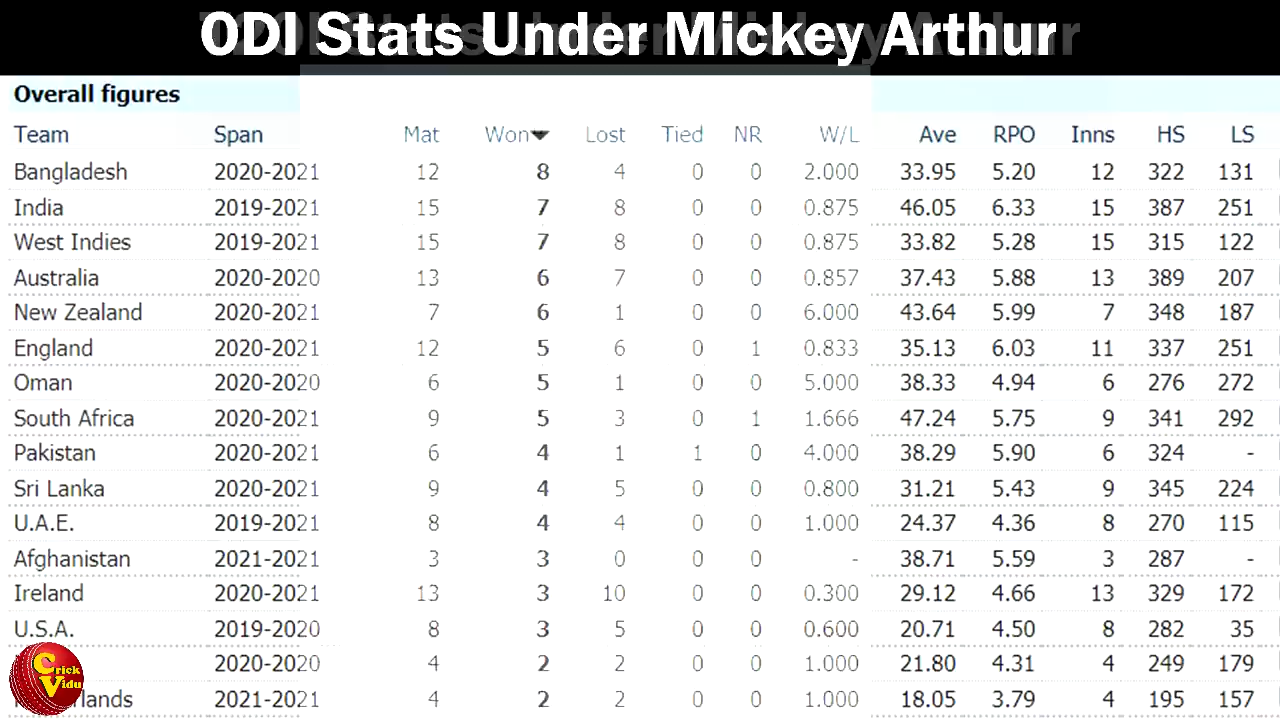 ODI Stats Under Mickey Arthur
Overall figures
Team Span Mat Won Lost Tied NR W/L Ave RPO Inns HS LS
Bangladesh 2020-2021 12 8 4 0 0 2.000 33.95 5.20 12 322 131
India 2019-2021 15 7 8 0 0 0.875 46.05 6.33 15 387 251
West Indies 2019-2021 15 7 8 0 0 0.875 33.82 5.28 15 315 122
Australia 2020-2020 13 6 7 0 0 0.857 37.43 5.88 13 389 207
New Zealand 2020-2021 7 6 1 0 0 6.000 43.64 5.99 7 348 187
England 2020-2021 12 5 6 0 1 0.833 35.13 6.03 11 337 251
Oman 2020-2020 6 5 1 0 0 5.000 38.33 4.94 6 276 272
South Africa 2020-2021 9 5 3 0 1 1.666 47.24 5.75 9 341 292
Pakistan 2020-2021 6 4 1 1 0 4.000 38.29 5.90 6 324 -
Sri Lanka 2020-2021 9 4 5 0 0 0.800 31.21 5.43 9 345 224
U.A.E. 2019-2021 8 4 4 0 0 1.000 24.37 4.36 8 270 115
Afghanistan 2021-2021 3 3 0 0 0 - 38.71 5.59 3 287 -
Ireland 2020-2021 13 3 10 0 0 0.300 29.12 4.66 13 329 172
U.S.A. 2019-2020 8 3 5 0 0 0.600 20.71 4.50 8 282 35
2020-2020 4 2 2 0 0 1.000 21.80 4.31 4 249 179
lands 2021-2021 4 2 2 0 0 1.000 18.05 3.79 4 195 157
Crick
Vidu